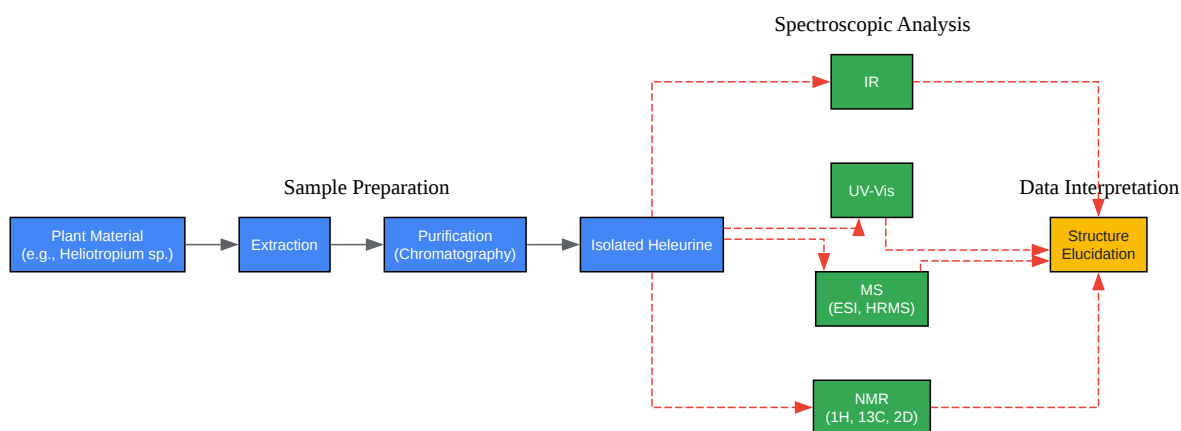 Spectroscopic Analysis
IR
Sample Preparation
UV-Vis
Data Interpretation
Plant Material
(e.g., Heliotropium sp.)
Extraction
Purification
(Chromatography)
Isolated Heleurine
Structure
Elucidation
MS
(ESI, HRMS)
NMR
(1H, 13C, 2D)